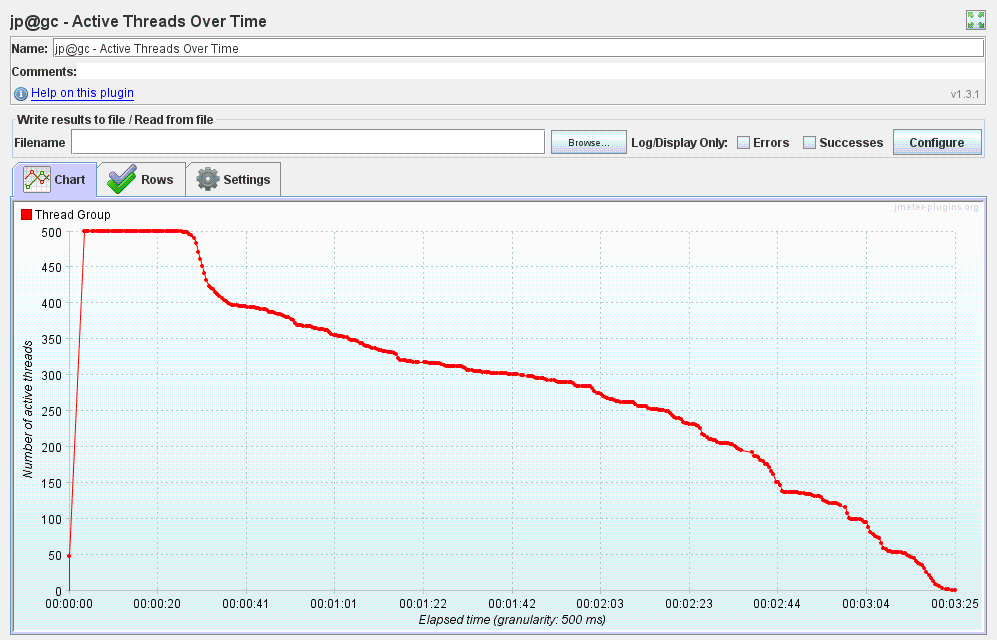 jp@gc - Active Threads Over Time
Name: jp@gc - Active Threads Over Time
Comments:
Help on this plugin v1.3.1
Write results to file / Read from file
Filename Browse... Log/Display Only: Errors Successes Configure
Chart Rows Settings
jmeter-plugins.org
Thread Group
500
450
400
350
300
250
200
150
100
50
0
Number of active threads
00:00:00 00:00:20 00:00:41 00:01:01 00:01:22 00:01:42 00:02:03 00:02:23 00:02:44 00:03:04 00:03:25
Elapsed time (granularity: 500 ms)